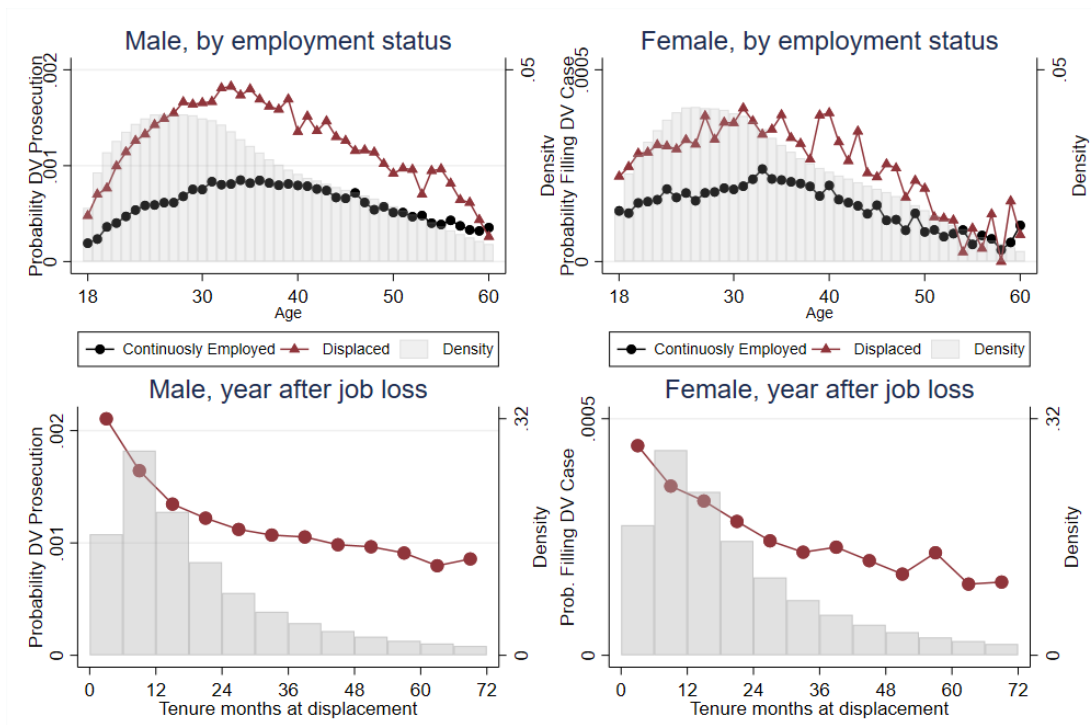 Male, by employment status
Probability DV Prosecution
0
.001
.002
Density
.05
18
30
40
50
60
Age
Continuosly Employed
Displaced
Density
Female, by employment status
Probability Filling DV Case
0
.0005
Density
.05
18
30
40
50
60
Age
Continuosly Employed
Displaced
Density
Male, year after job loss
Probability DV Prosecution
0
.001
.002
Density
0
.32
0
12
24
36
48
60
72
Tenure months at displacement
Female, year after job loss
Prob. Filling DV Case
0
.0005
Density
0
.32
0
12
24
36
48
60
72
Tenure months at displacement